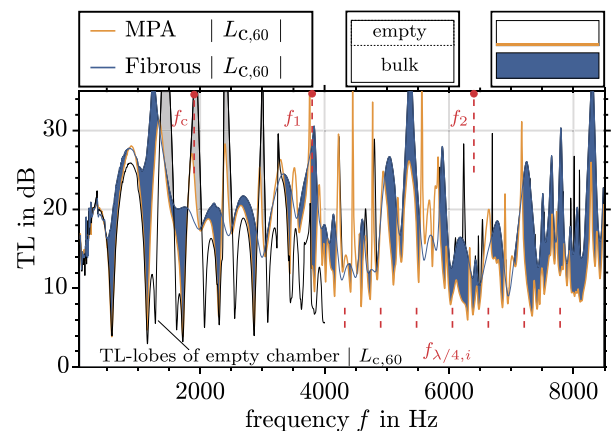 MPA | L_c,60 |
Fibrous | L_c,60 |
empty
bulk
TL in dB
30
20
10
0
f_c
f_1
f_2
f_λ/4,i
TL-lobes of empty chamber | L_c,60
2000 4000 6000 8000
frequency f in Hz